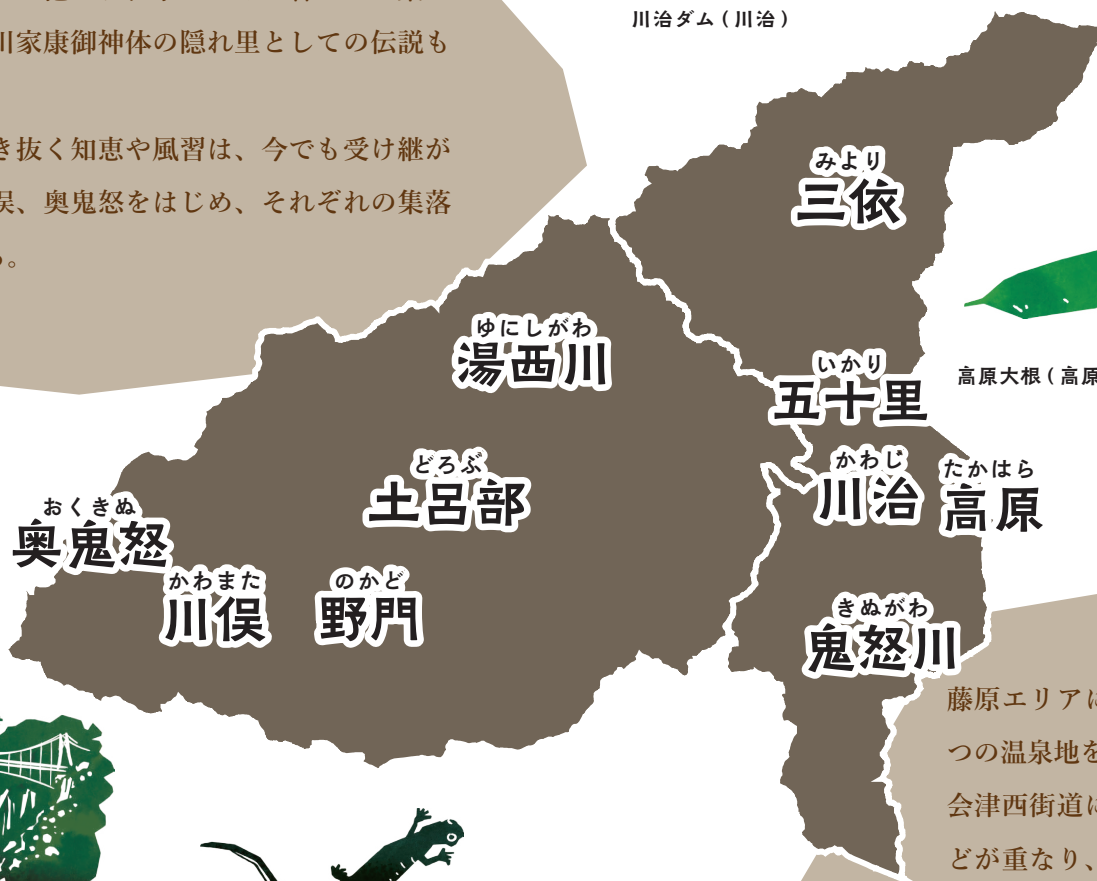 川家康御神体の隠れ里としての伝説も
き抜く知恵や風習は、今でも受け継が
俣、奥鬼怒をはじめ、それぞれの集落
る。
川治ダム(川治)
みより
三依
ゆにしがわ
湯西川
いかり
五十里
高原大根(高原
どろぶ
土呂部
かわじ
川治
たかはら
高原
おくきぬ
奥鬼怒
かわまた
川俣
のかど
野門
きぬがわ
鬼怒川
藤原エリアに
つの温泉地を
会津西街道に
どが重なり、